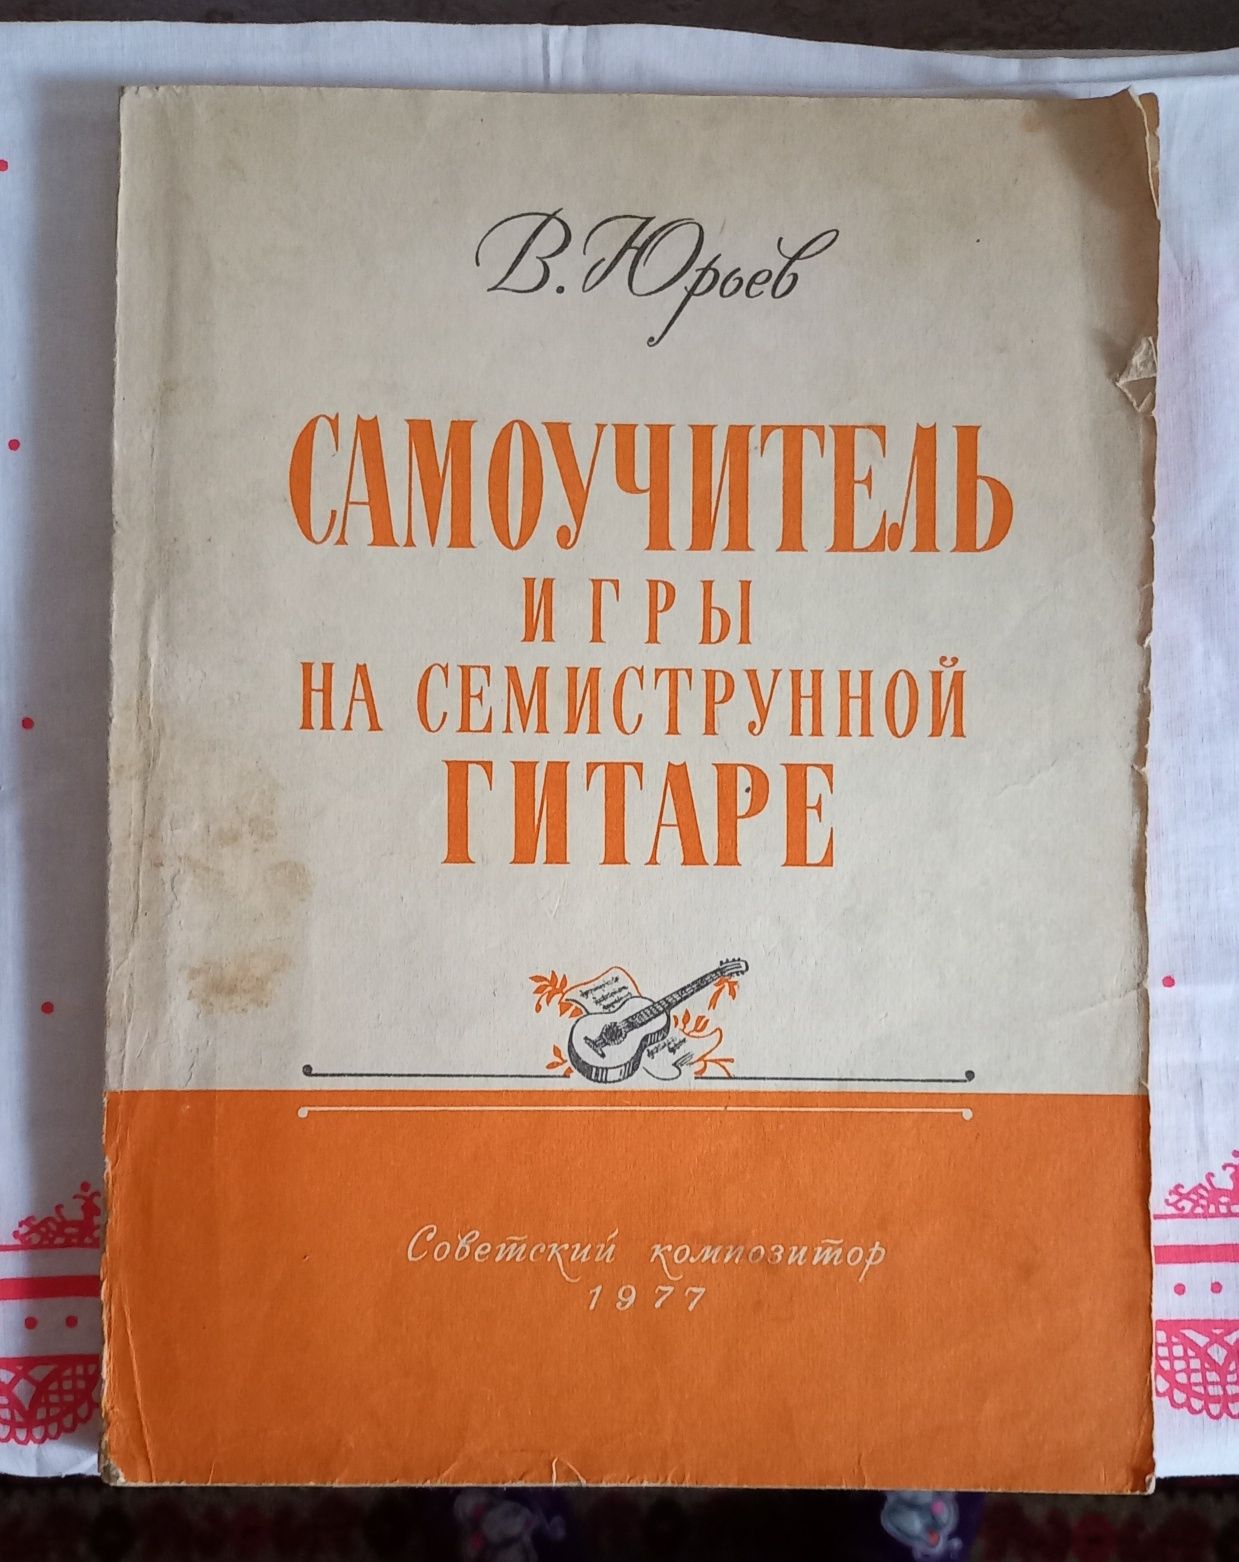 В. Юрьев
САМОУЧИТЕЛЬ
ИГРЫ
НА СЕМИСТРУННОЙ
ГИТАРЕ
Советский композитор
1977